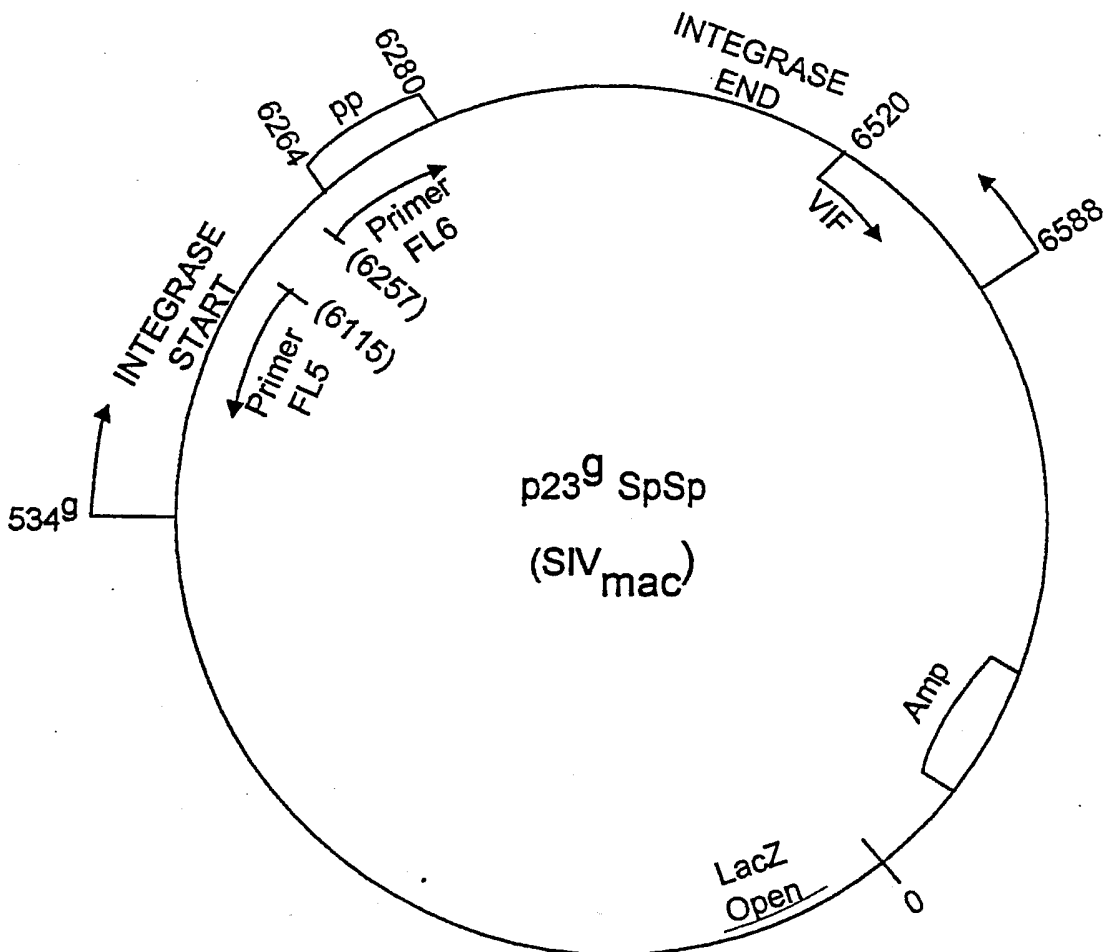 INTEGRASE
END
6280
pp
6264
6520
VIF
6588
Primer
FL6
(6257)
INTEGRASE
START
(6115)
Primer
FL5
534g
p23g SpSp
(SIVmac)
Amp
LacZ
Open
0